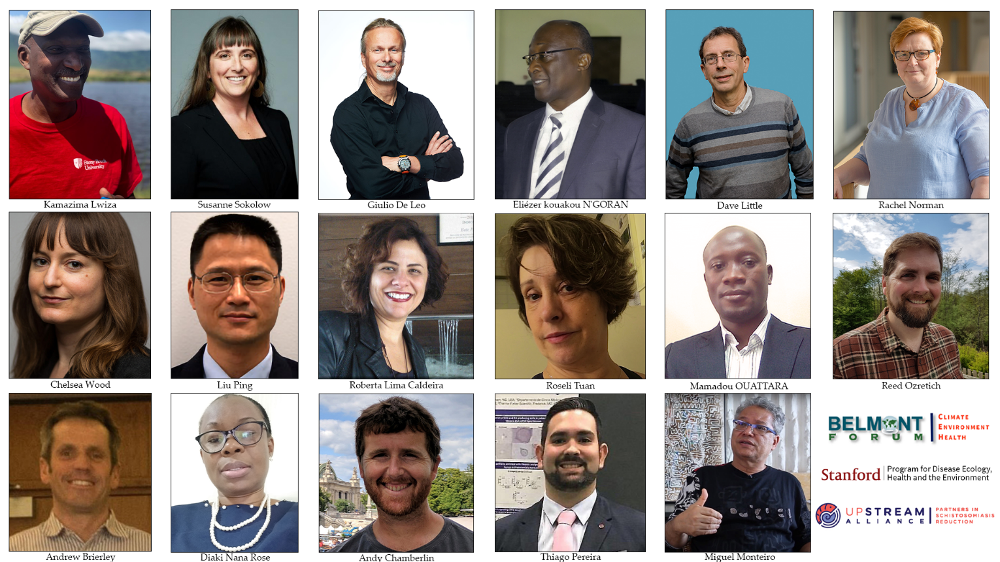 Stony Brook
University
Kamazima Lwiza
Susanne Sokolow
Giulio De Leo
Eliézer kouakou N'GORAN
Dave Little
Rachel Norman
Chelsea Wood
Liu Ping
Roberta Lima Caldeira
Roseli Tuan
Mamadou OUATTARA
Reed Ozretich
Andrew Brierley
Diaki Nana Rose
Andy Chamberlin
Thiago Pereira
Miguel Monteiro
BELMONT
FORUM
CLIMATE
ENVIRONMENT
HEALTH
Stanford
Program for Disease Ecology,
Health and the Environment
UPSTREAM
ALLIANCE
PARTNERS IN
SCHISTOSOMIASIS
REDUCTION